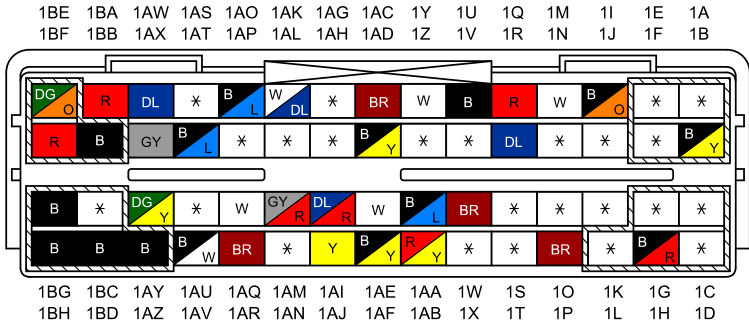 1BE 1BA 1AW 1AS 1AO 1AK 1AG 1AC 1Y 1U 1Q 1M 1I 1E 1A
1BF 1BB 1AX 1AT 1AP 1AL 1AH 1AD 1Z 1V 1R 1N 1J 1F 1B
DG O R DL * B L W DL * BR W B R W B O * *
R B GY B L * * * B Y * * DL * * * B Y
B * DG Y * W GY R DL R W B L BR * * * * *
B B B B W BR * Y B Y R Y * * BR * B R *
1BG 1BC 1AY 1AU 1AQ 1AM 1AI 1AE 1AA 1W 1S 1O 1K 1G 1C
1BH 1BD 1AZ 1AV 1AR 1AN 1AJ 1AF 1AB 1X 1T 1P 1L 1H 1D